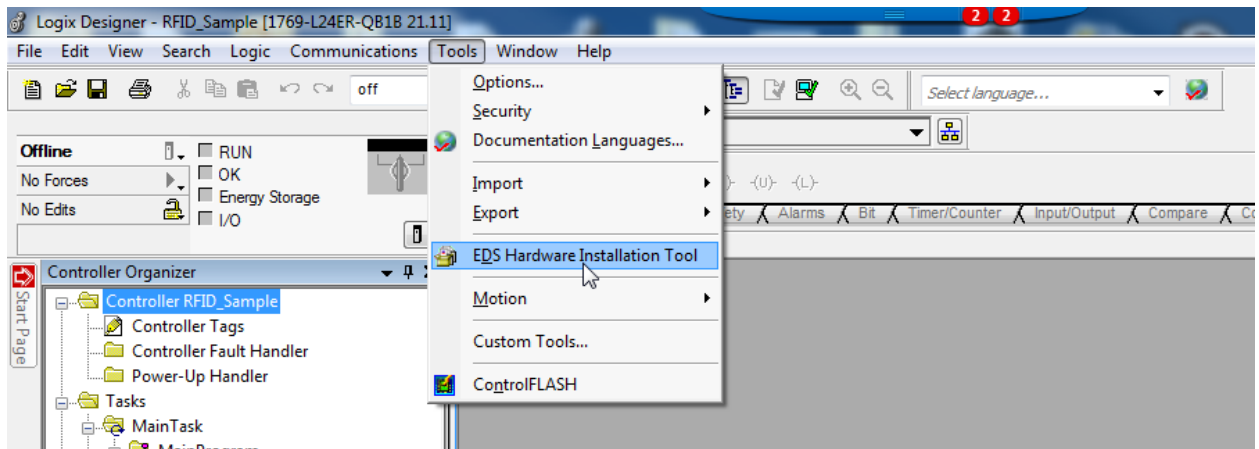 Logix Designer - RFID_Sample [1769-L24ER-QB1B 21.11]
2 2
File Edit View Search Logic Communications Tools Window Help
off
Select language...
Options...
Security
Documentation Languages...
Import
Export
EDS Hardware Installation Tool
Motion
Custom Tools...
ControlFLASH
Offline
RUN
No Forces
OK
Energy Storage
No Edits
I/O
(U) (L)
Alarms Bit Timer/Counter Input/Output Compare
Start Page
Controller Organizer
Controller RFID_Sample
Controller Tags
Controller Fault Handler
Power-Up Handler
Tasks
MainTask
MainProgram